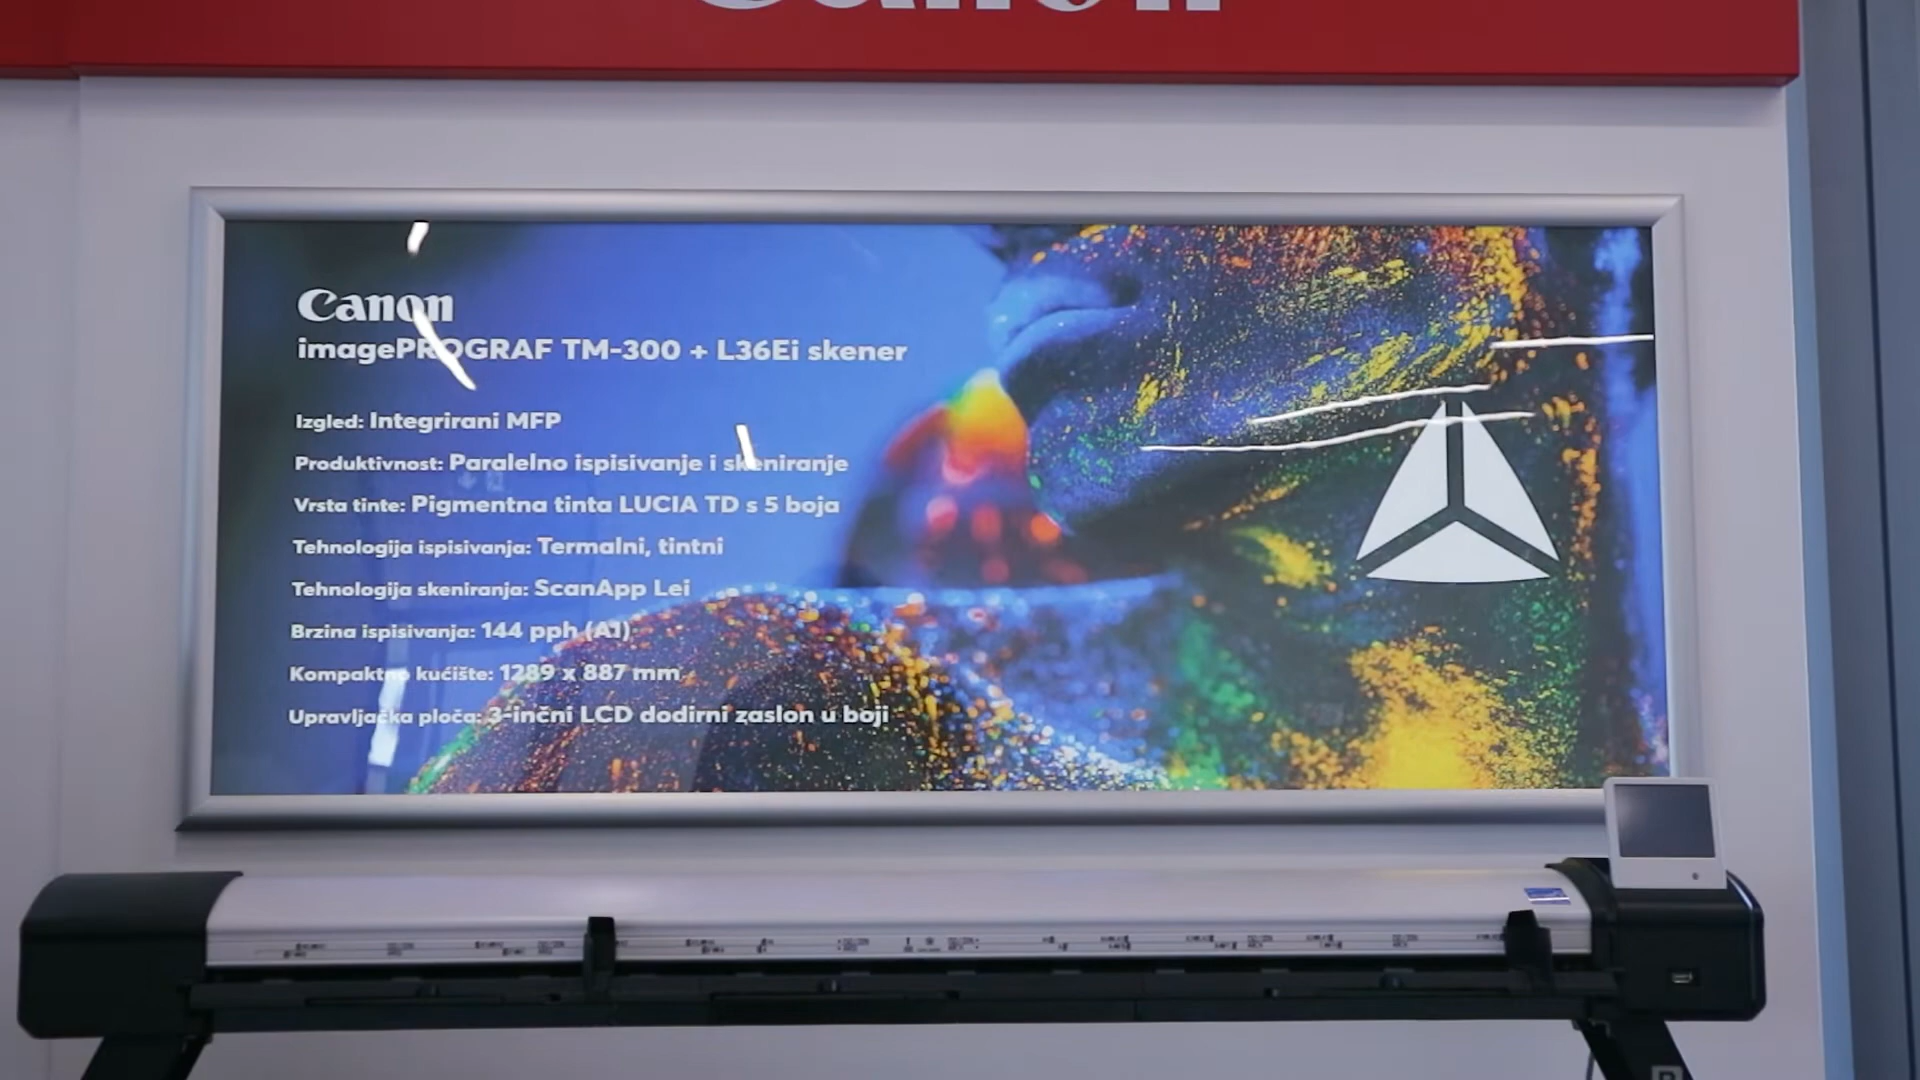 Canon
Canon
imagePROGRAF TM-300 + L36Ei skener
Izgled: Integrirani MFP
Produktivnost: Paralelno ispisivanje i skeniranje
Vrsta tinte: Pigmentna tinta LUCIA TD s 5 boja
Tehnologija ispisivanja: Termalni, tintni
Tehnologija skeniranja: ScanApp Lei
Brzina ispisivanja: 144 pph (A1)
Kompaktno kućište: 1289 x 887 mm
Upravljačka ploča: 3-inčni LCD dodirni zaslon u boji